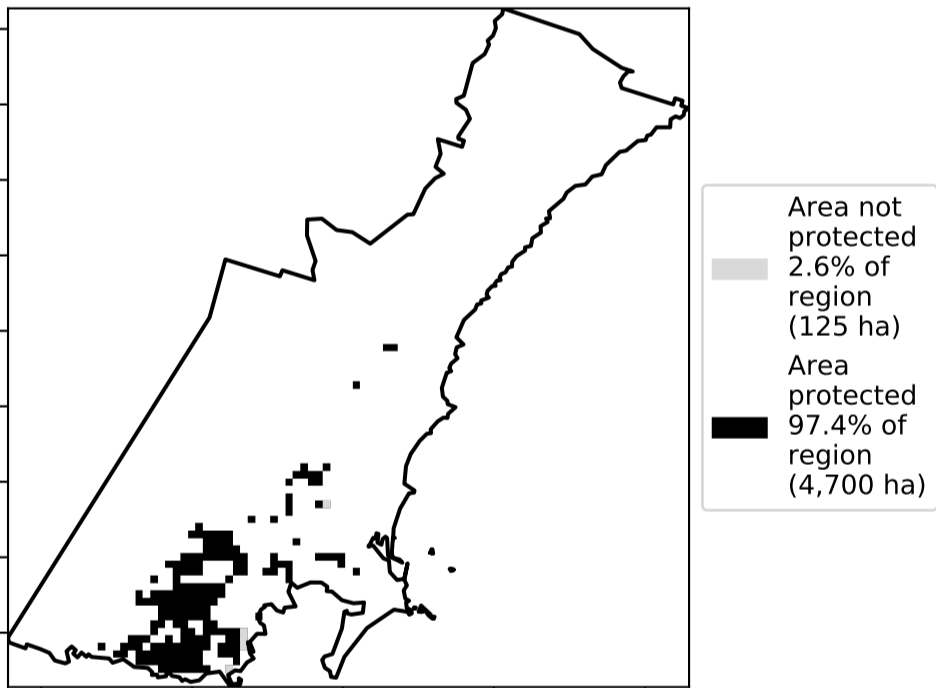 Area not
protected
2.6% of
region
(125 ha)
Area
protected
97.4% of
region
(4,700 ha)